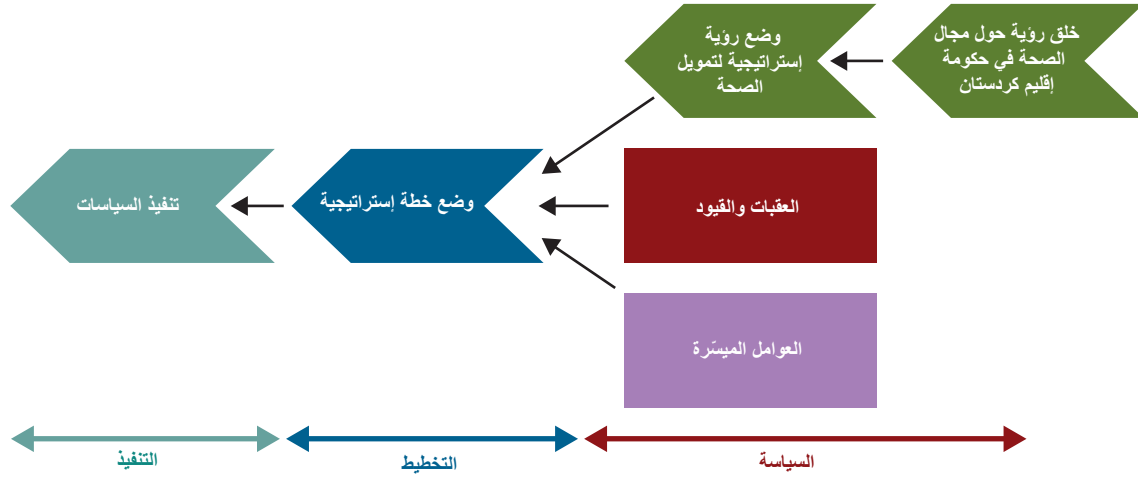 خلق رؤية حول مجال
الصحة في حكومة
إقليم كردستان
وضع رؤية
إستراتيجية لتمويل
الصحة
العقبات والقيود
وضع خطة إستراتيجية
تنفيذ السياسات
العوامل الميسّرة
السياسة
التخطيط
التنفيذ